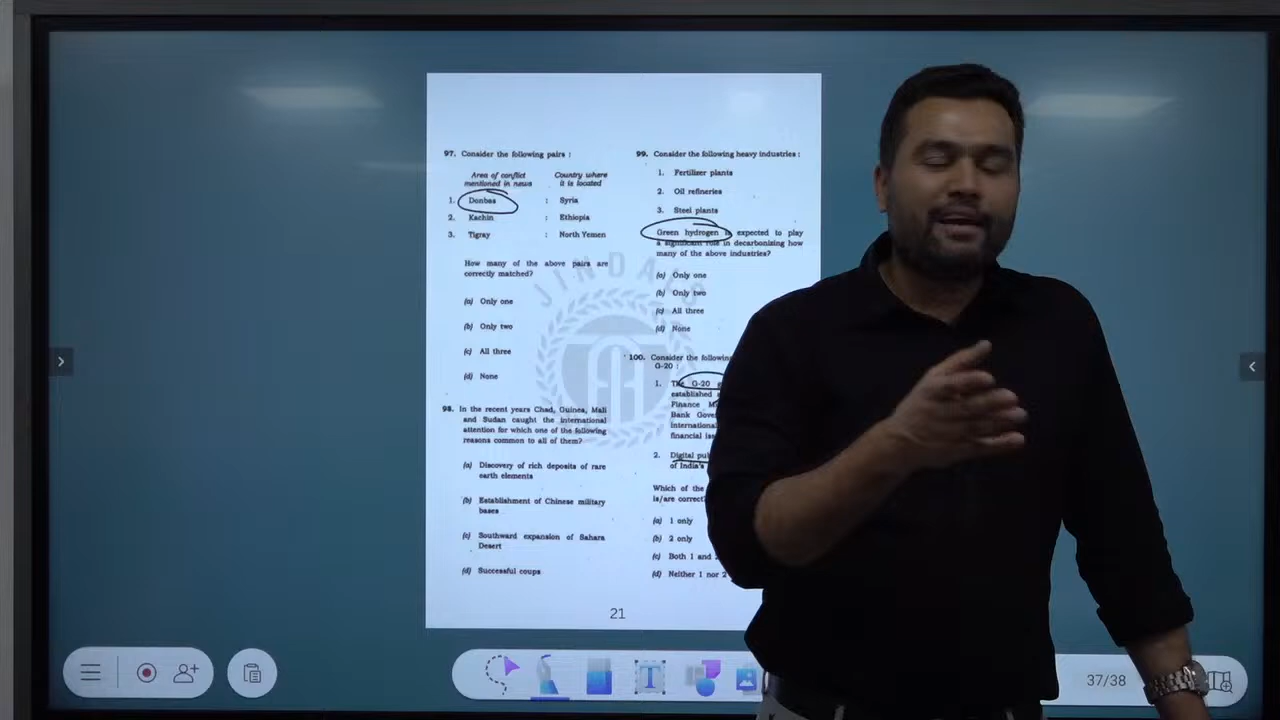 97. Consider the following pairs :
Area of conflict
mentioned in news
Country where
it is located
1. Donbas : Syria
2. Kachin : Ethiopia
3. Tigray : North Yemen
How many of the above pairs are
correctly matched?
(a) Only one
(b) Only two
(c) All three
(d) None
98. In the recent years Chad, Guinea, Mali
and Sudan caught the international
attention for which one of the following
reasons common to all of them?
(a) Discovery of rich deposits of rare
earth elements
(b) Establishment of Chinese military
bases
(c) Southward expansion of Sahara
Desert
(d) Successful coups
99. Consider the following heavy industries :
1. Fertiliser plants
2. Oil refineries
3. Steel plants
Green hydrogen is expected to play
a significant role in decarbonizing how
many of the above industries?
(a) Only one
(b) Only two
(c) All three
(d) None
100. Consider the
G-20 :
1. The G-20
established
Finance
Bank
International
financial
2. Digital
of India's
Which of the
is/are correct?
(a) 1 only
(b) 2 only
(c) Both 1 and
(d) Neither 1 nor 2
21
JINDAL
T
37/38